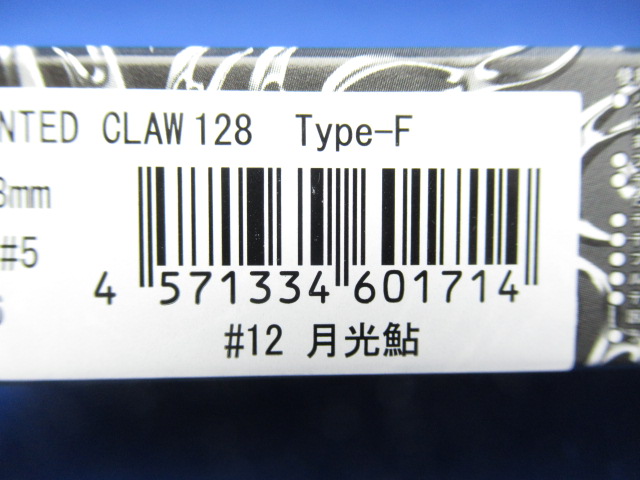 NTED CLAW 128 Type-F
8mm
#5
4 571334 601714
#12 月光鮎